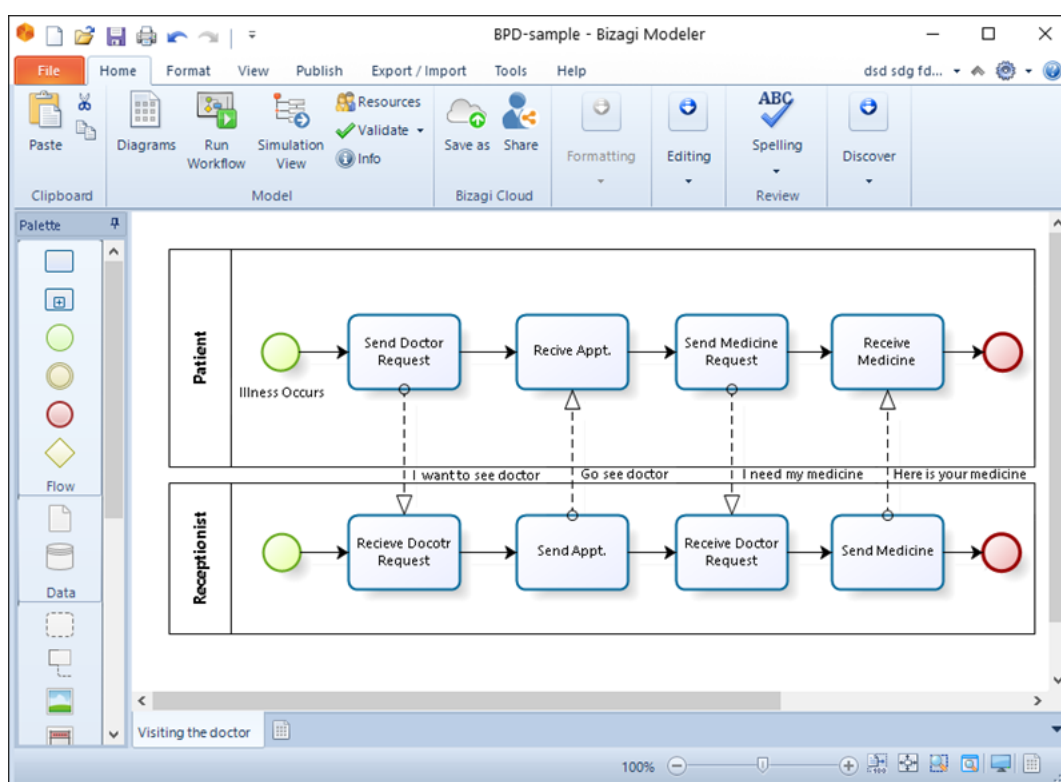 BPD-sample - Bizagi Modeler
File Home Format View Publish Export / Import Tools Help dsd sdg fd...
Paste
Clipboard
Diagrams
Run
Workflow
Simulation
View
Resources
Validate
Info
Model
Save as
Share
Bizagi Cloud
Formatting
Editing
ABC
Spelling
Review
Discover
Palette
Flow
Data
Patient
Illness Occurs
Send Doctor
Request
Recive Appt.
Send Medicine
Request
Receive
Medicine
I want to see doctor
Go see doctor
I need my medicine
Here is your medicine
Receptionist
Recieve Docotr
Request
Send Appt.
Receive Doctor
Request
Send Medicine
Visiting the doctor
100%